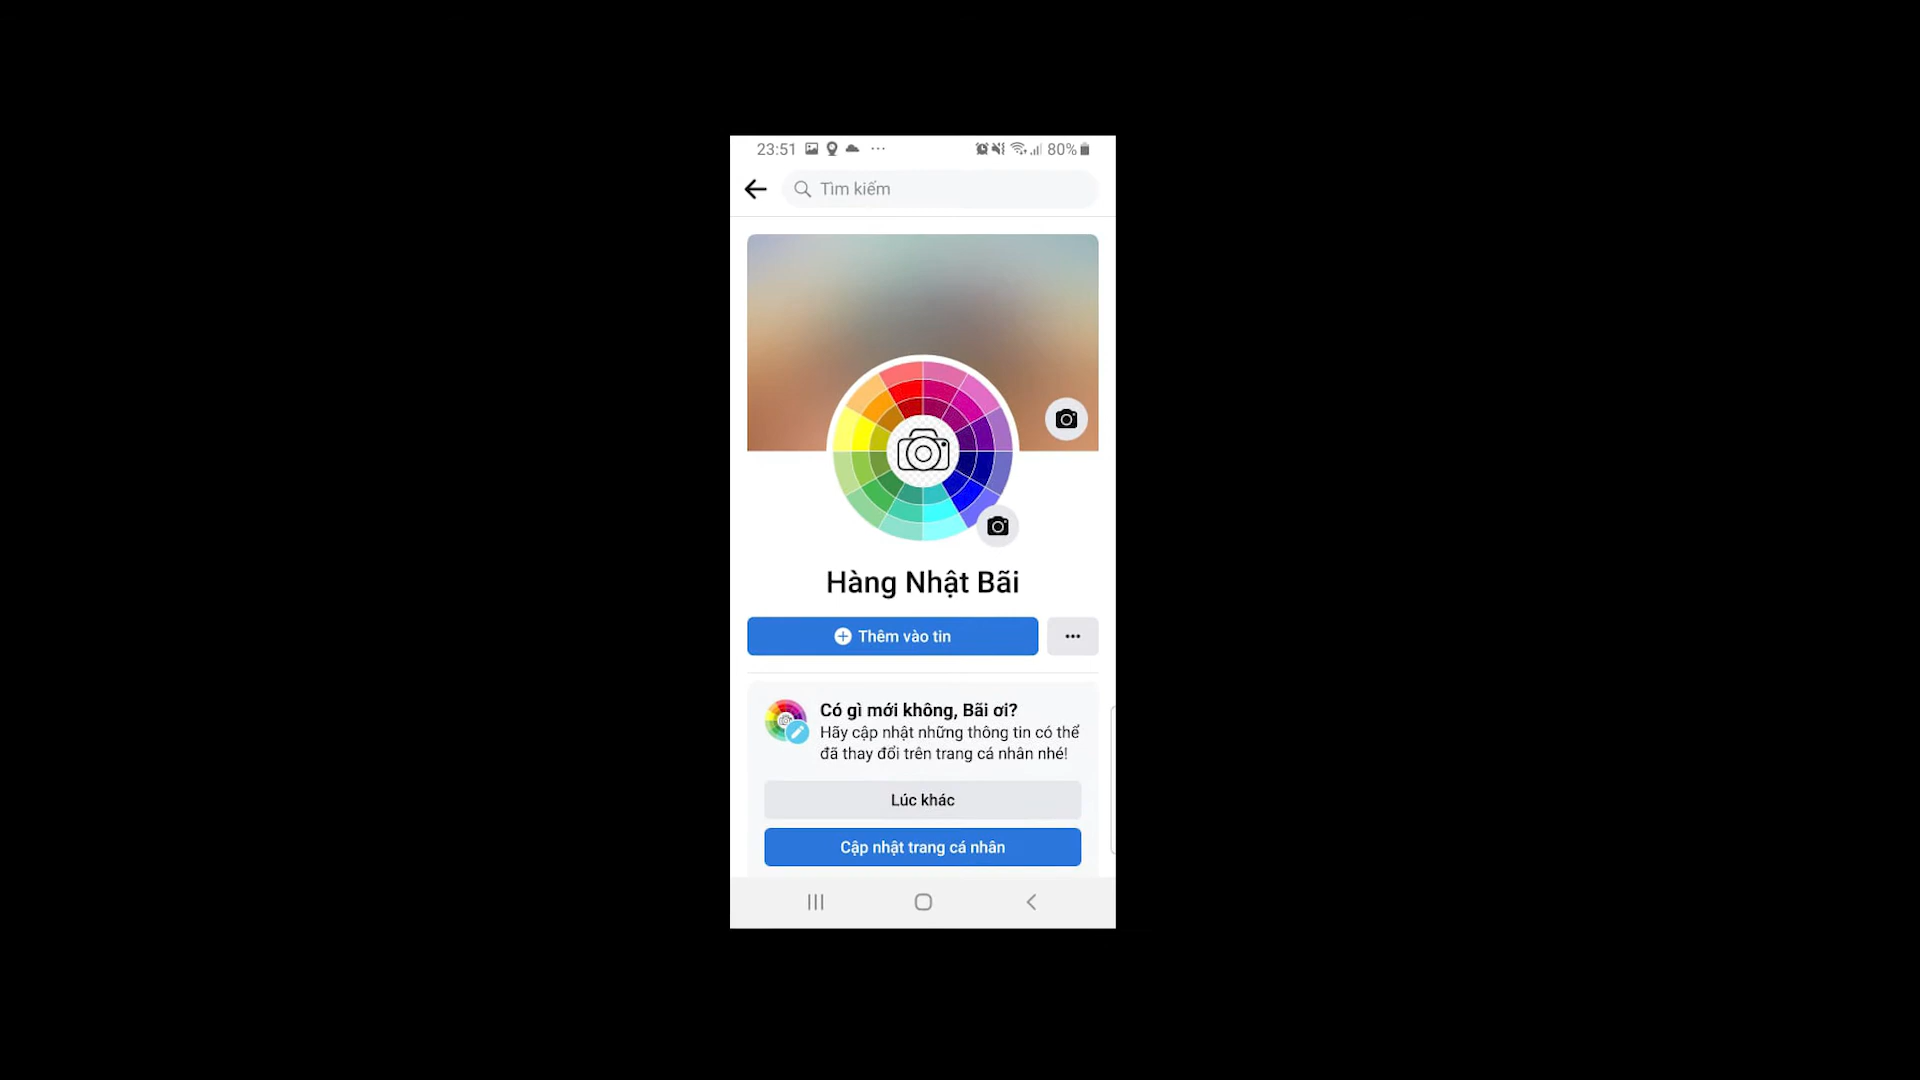 23:51
80%
Tìm kiếm
Hàng Nhật Bãi
Thêm vào tin
Có gì mới không, Bãi ơi?
Hãy cập nhật những thông tin có thể
đã thay đổi trên trang cá nhân nhé!
Lúc khác
Cập nhật trang cá nhân